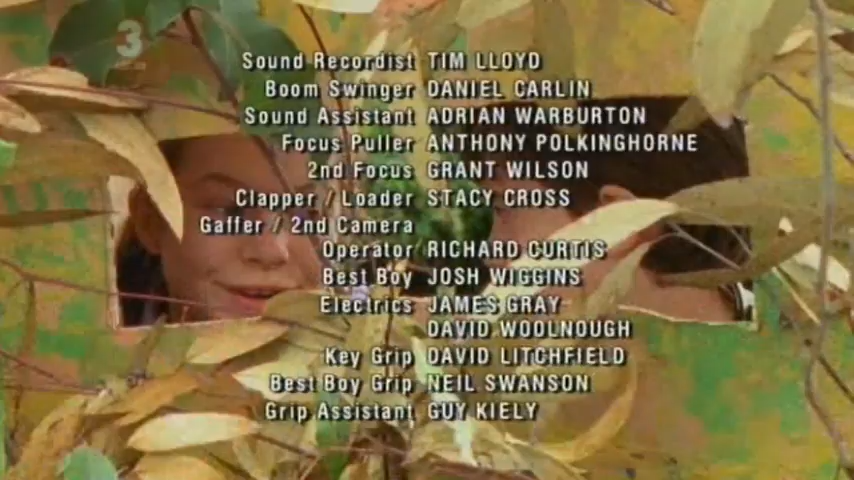 3
Sound Recordist TIM LLOYD
Boom Swinger DANIEL CARLIN
Sound Assistant ADRIAN WARBURTON
Focus Puller ANTHONY POLKINGHORNE
2nd Focus GRANT WILSON
Clapper / Loader STACY CROSS
Gaffer / 2nd Camera
Operator RICHARD CURTIS
Best Boy JOSH WIGGINS
Electrics JAMES GRAY
DAVID WOOLNOUGH
Key Grip DAVID LITCHFIELD
Best Boy Grip NEIL SWANSON
Grip Assistant GUY KIELY